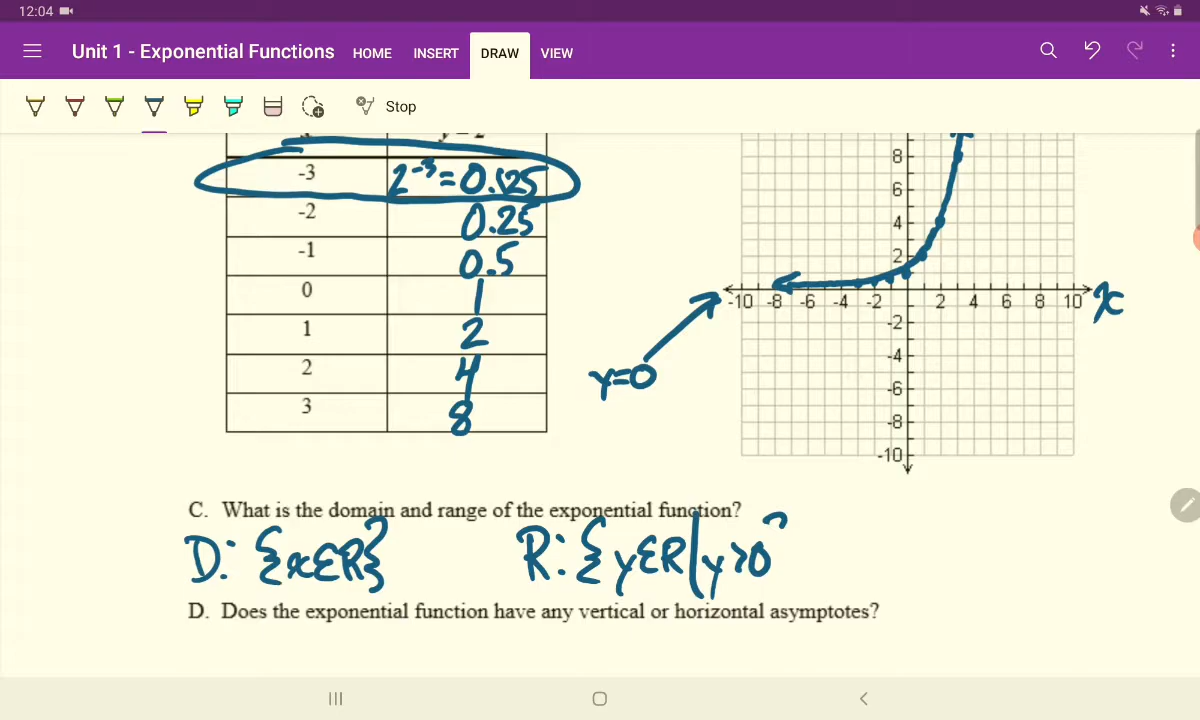 12:04
Unit 1 - Exponential Functions HOME INSERT DRAW VIEW
Stop
-3 2^-3 = 0.125
-2 0.25
-1 0.5
0 1
1 2
2 4
3 8
8
6
4
2
-10 -8 -6 -4 -2 2 4 6 8 10 x
-2
-4
-6
-8
-10
y=0
C. What is the domain and range of the exponential function?
D: {x∈R} R: {y∈R|y>0
D. Does the exponential function have any vertical or horizontal asymptotes?